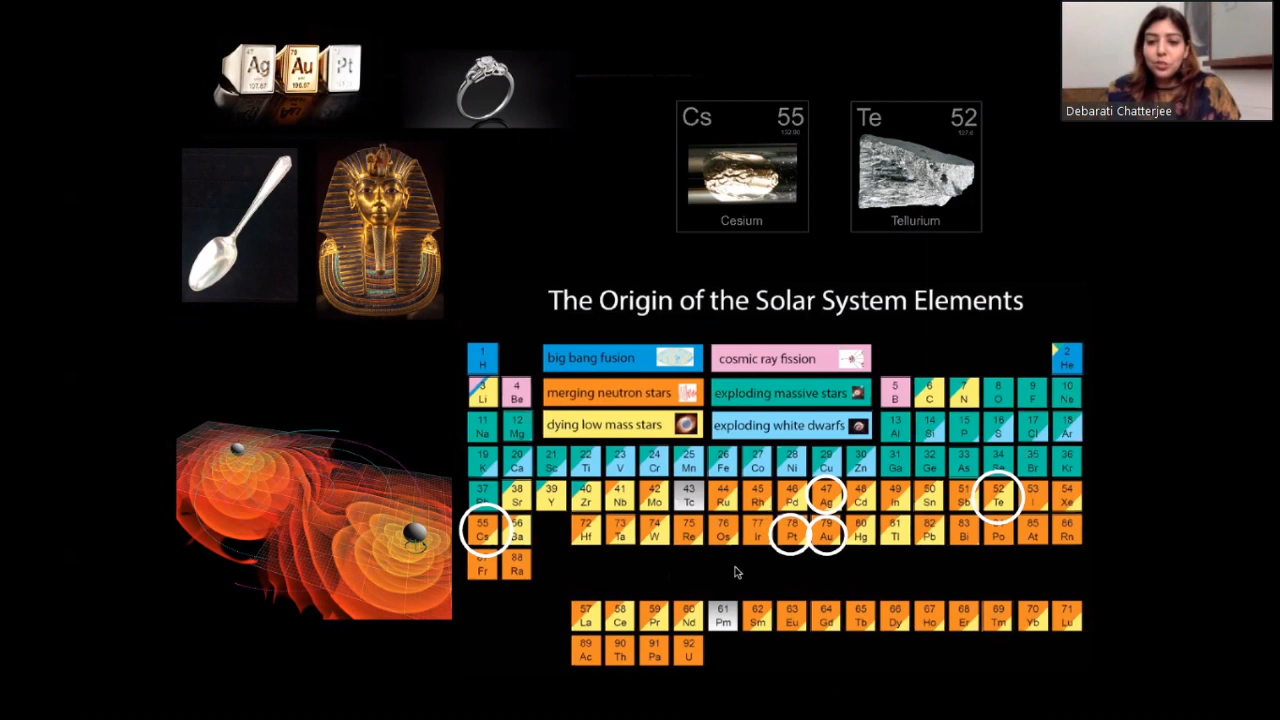 47 78
Ag Au Pt
107.87 196.97
Debarati Chatterjee
Cs 55
132.90
Cesium
Te 52
127.6
Tellurium
The Origin of the Solar System Elements
1 H
big bang fusion
cosmic ray fission
2 He
3 Li
4 Be
merging neutron stars
exploding massive stars
5 B
6 C
7 N
8 O
9 F
10 Ne
11 Na
12 Mg
dying low mass stars
exploding white dwarfs
13 Al
14 Si
15 P
16 S
17 Cl
18 Ar
19 K
20 Ca
21 Sc
22 Ti
23 V
24 Cr
25 Mn
26 Fe
27 Co
28 Ni
29 Cu
30 Zn
31 Ga
32 Ge
33 As
34 Se
35 Br
36 Kr
37 Rb
38 Sr
39 Y
40 Zr
41 Nb
42 Mo
43 Tc
44 Ru
45 Rh
46 Pd
47 Ag
48 Cd
49 In
50 Sn
51 Sb
52 Te
53 I
54 Xe
55 Cs
56 Ba
72 Hf
73 Ta
74 W
75 Re
76 Os
77 Ir
78 Pt
79 Au
80 Hg
81 Tl
82 Pb
83 Bi
Po
85 At
86 Rn
87 Fr
88 Ra
57 La
58 Ce
59 Pr
60 Nd
61 Pm
62 Sm
63 Eu
64 Gd
65 Tb
66 Dy
67 Ho
68 Er
69 Tm
70 Yb
71 Lu
89 Ac
90 Th
91 Pa
92 U